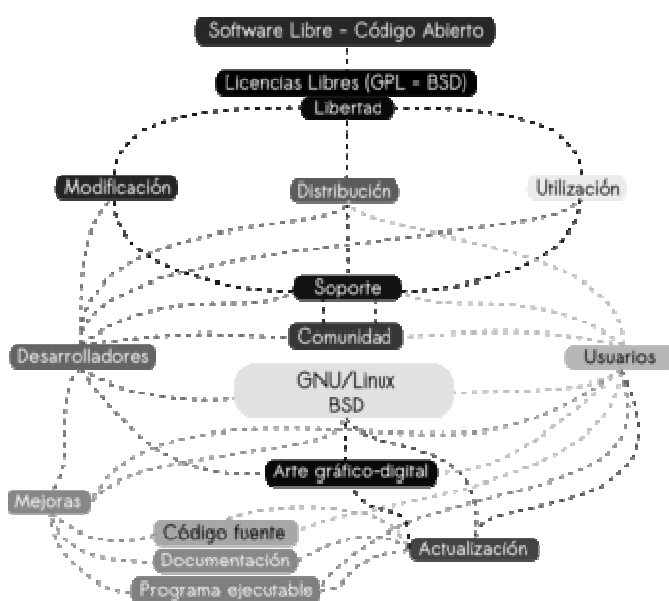 Software Libre - Código Abierto
Licencias Libres (GPL - BSD)
Libertad
Modificación
Distribución
Utilización
Soporte
Comunidad
Desarrolladores
Usuarios
GNU/Linux
BSD
Arte gráfico-digital
Mejoras
Código fuente
Actualización
Documentación
Programa ejecutable